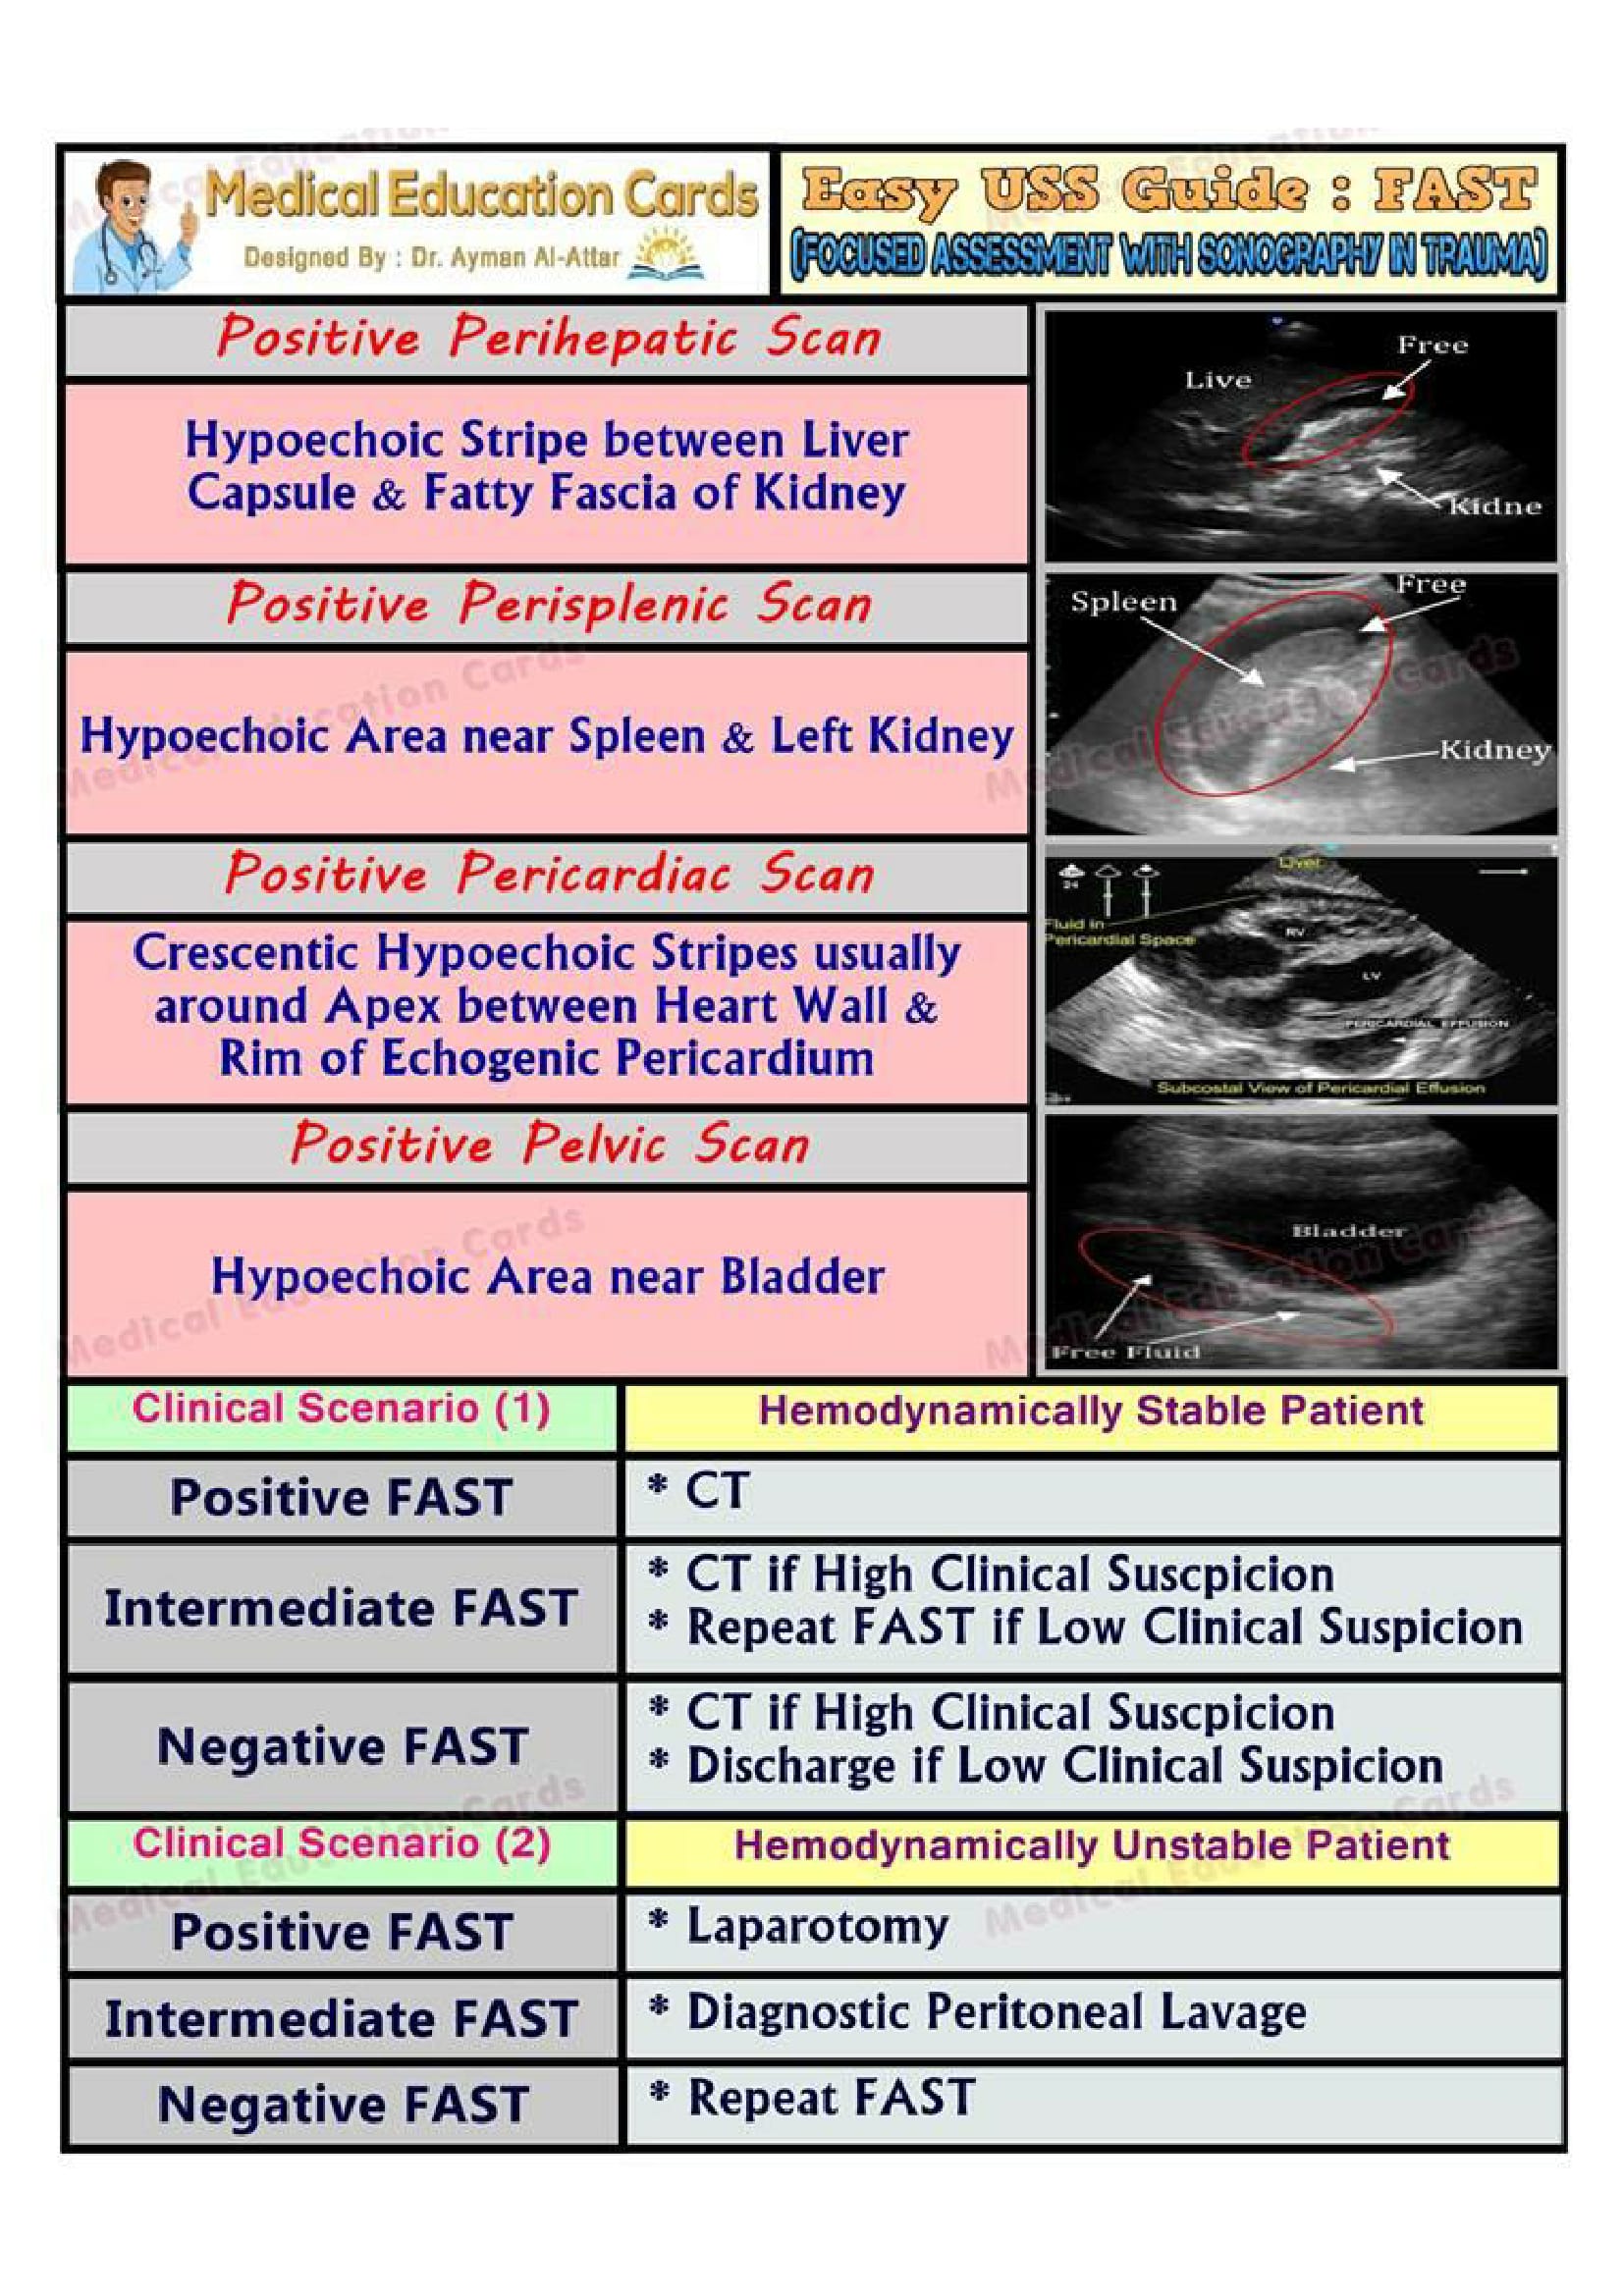 Medical Education Cards
Designed By : Dr. Ayman Al-Attar
Easy USS Guide : FAST
(FOCUSED ASSESSMENT WITH SONOGRAPHY IN TRAUMA)
Positive Perihepatic Scan
Hypoechoic Stripe between Liver
Capsule & Fatty Fascia of Kidney
Free
Live
Kidne
Positive Perisplenic Scan
Hypoechoic Area near Spleen & Left Kidney
Free
Spleen
Kidney
Positive Pericardiac Scan
Crescentic Hypoechoic Stripes usually
around Apex between Heart Wall &
Rim of Echogenic Pericardium
Liver
24
Fluid in
Pericardial Space
RV
LV
PERICARDIAL EFFUSION
Subcostal View of Pericardial Effusion
Positive Pelvic Scan
Hypoechoic Area near Bladder
Bladder
Free Fluid
Clinical Scenario (1)
Hemodynamically Stable Patient
Positive FAST
* CT
Intermediate FAST
* CT if High Clinical Suscpicion
* Repeat FAST if Low Clinical Suspicion
Negative FAST
* CT if High Clinical Suscpicion
* Discharge if Low Clinical Suspicion
Clinical Scenario (2)
Hemodynamically Unstable Patient
Positive FAST
* Laparotomy
Intermediate FAST
* Diagnostic Peritoneal Lavage
Negative FAST
* Repeat FAST
Medical Education Cards